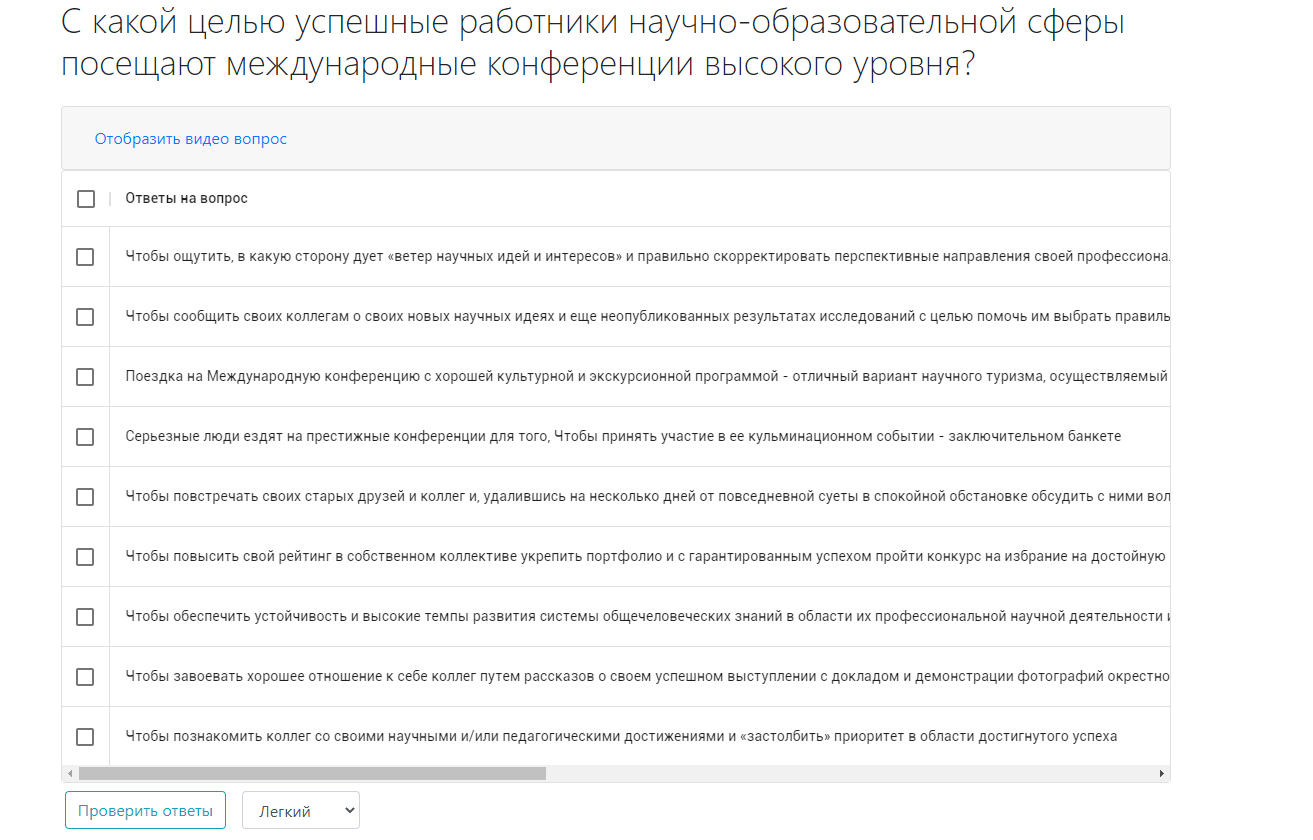 С какой целью успешные работники научно-образовательной сферы
посещают международные конференции высокого уровня?
Отобразить видео вопрос
Ответы на вопрос
Чтобы ощутить, в какую сторону дует «ветер научных идей и интересов» и правильно скорректировать перспективные направления своей профессиона
Чтобы сообщить своих коллегам о своих новых научных идеях и еще неопубликованных результатах исследований с целью помочь им выбрать правиль
Поездка на Международную конференцию с хорошей культурной и экскурсионной программой - отличный вариант научного туризма, осуществляемый
Серьезные люди ездят на престижные конференции для того, Чтобы принять участие в ее кульминационном событии - заключительном банкете
Чтобы повстречать своих старых друзей и коллег и, удалившись на несколько дней от повседневной суеты в спокойной обстановке обсудить с ними вол
Чтобы повысить свой рейтинг в собственном коллективе укрепить портфолио и с гарантированным успехом пройти конкурс на избрание на достойную
Чтобы обеспечить устойчивость и высокие темпы развития системы общечеловеческих знаний в области их профессиональной научной деятельности и
Чтобы завоевать хорошее отношение к себе коллег путем рассказов о своем успешном выступлении с докладом и демонстрации фотографий окрестно
Чтобы познакомить коллег со своими научными и/или педагогическими достижениями и «застолбить» приоритет в области достигнутого успеха
Проверить ответы
Легкий